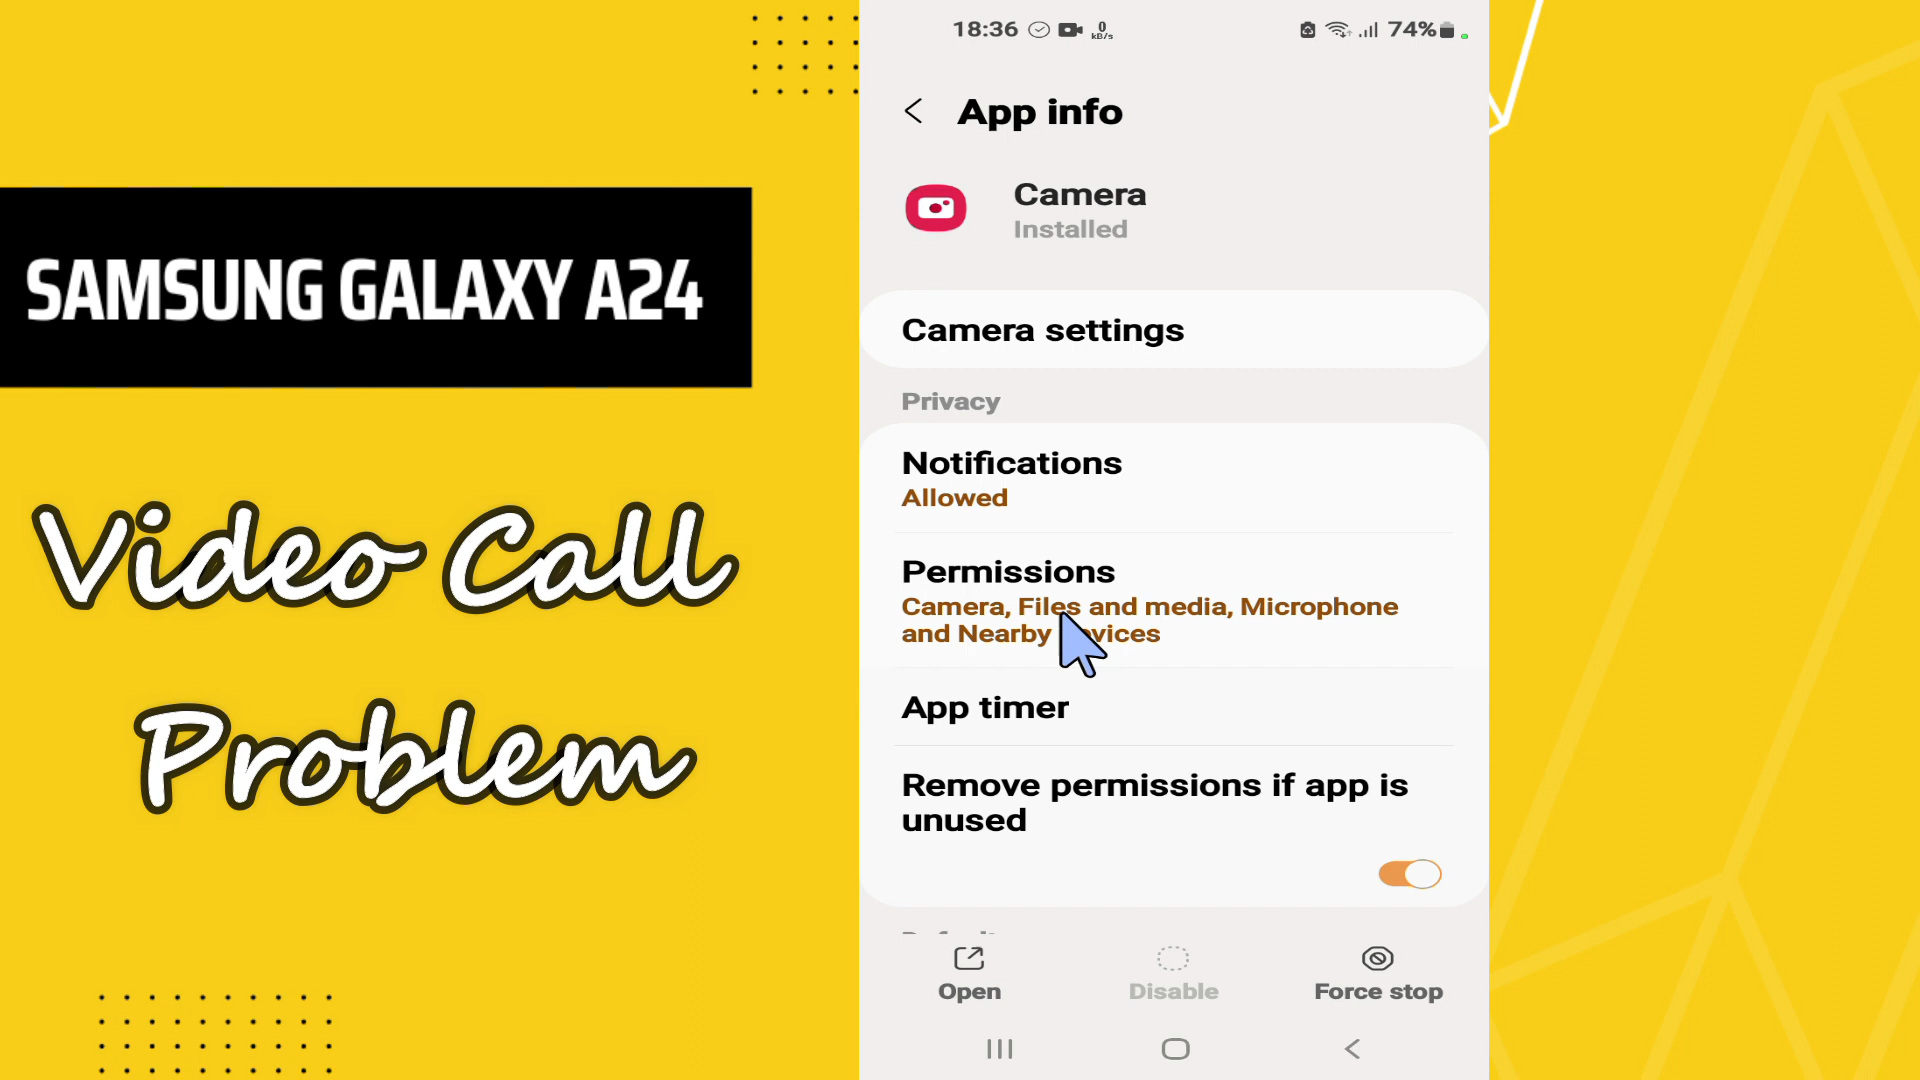 SAMSUNG GALAXY A24
Video Call
Problem
18:36
0
kB/s
74%
App info
Camera
Installed
Camera settings
Privacy
Notifications
Allowed
Permissions
Camera, Files and media, Microphone
and Nearby
App timer
Remove permissions if app is
unused
Open
Disable
Force stop